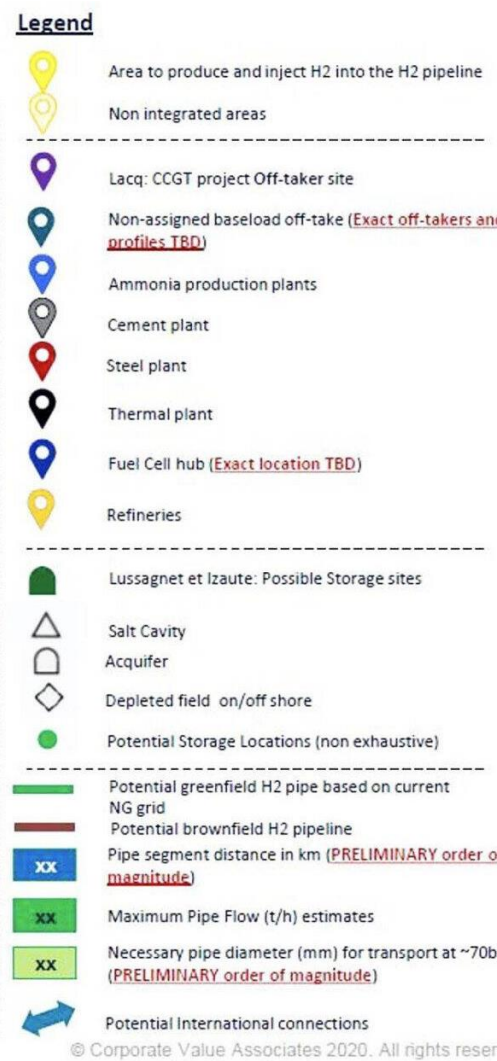 Legend
Area to produce and inject H2 into the H2 pipeline
Non integrated areas
Lacq: CCGT project Off-taker site
Non-assigned baseload off-take (Exact off-takers and
profiles TBD)
Ammonia production plants
Cement plant
Steel plant
Thermal plant
Fuel Cell hub (Exact location TBD)
Refineries
Lussagnet et Izaute: Possible Storage sites
Salt Cavity
Acquifer
Depleted field on/off shore
Potential Storage Locations (non exhaustive)
Potential greenfield H2 pipe based on current
NG grid
Potential brownfield H2 pipeline
xx
Pipe segment distance in km (PRELIMINARY order o
magnitude)
xx
Maximum Pipe Flow (t/h) estimates
xx
Necessary pipe diameter (mm) for transport at ~70b
(PRELIMINARY order of magnitude)
Potential International connections
© Corporate Value Associates 2020. All rights reser